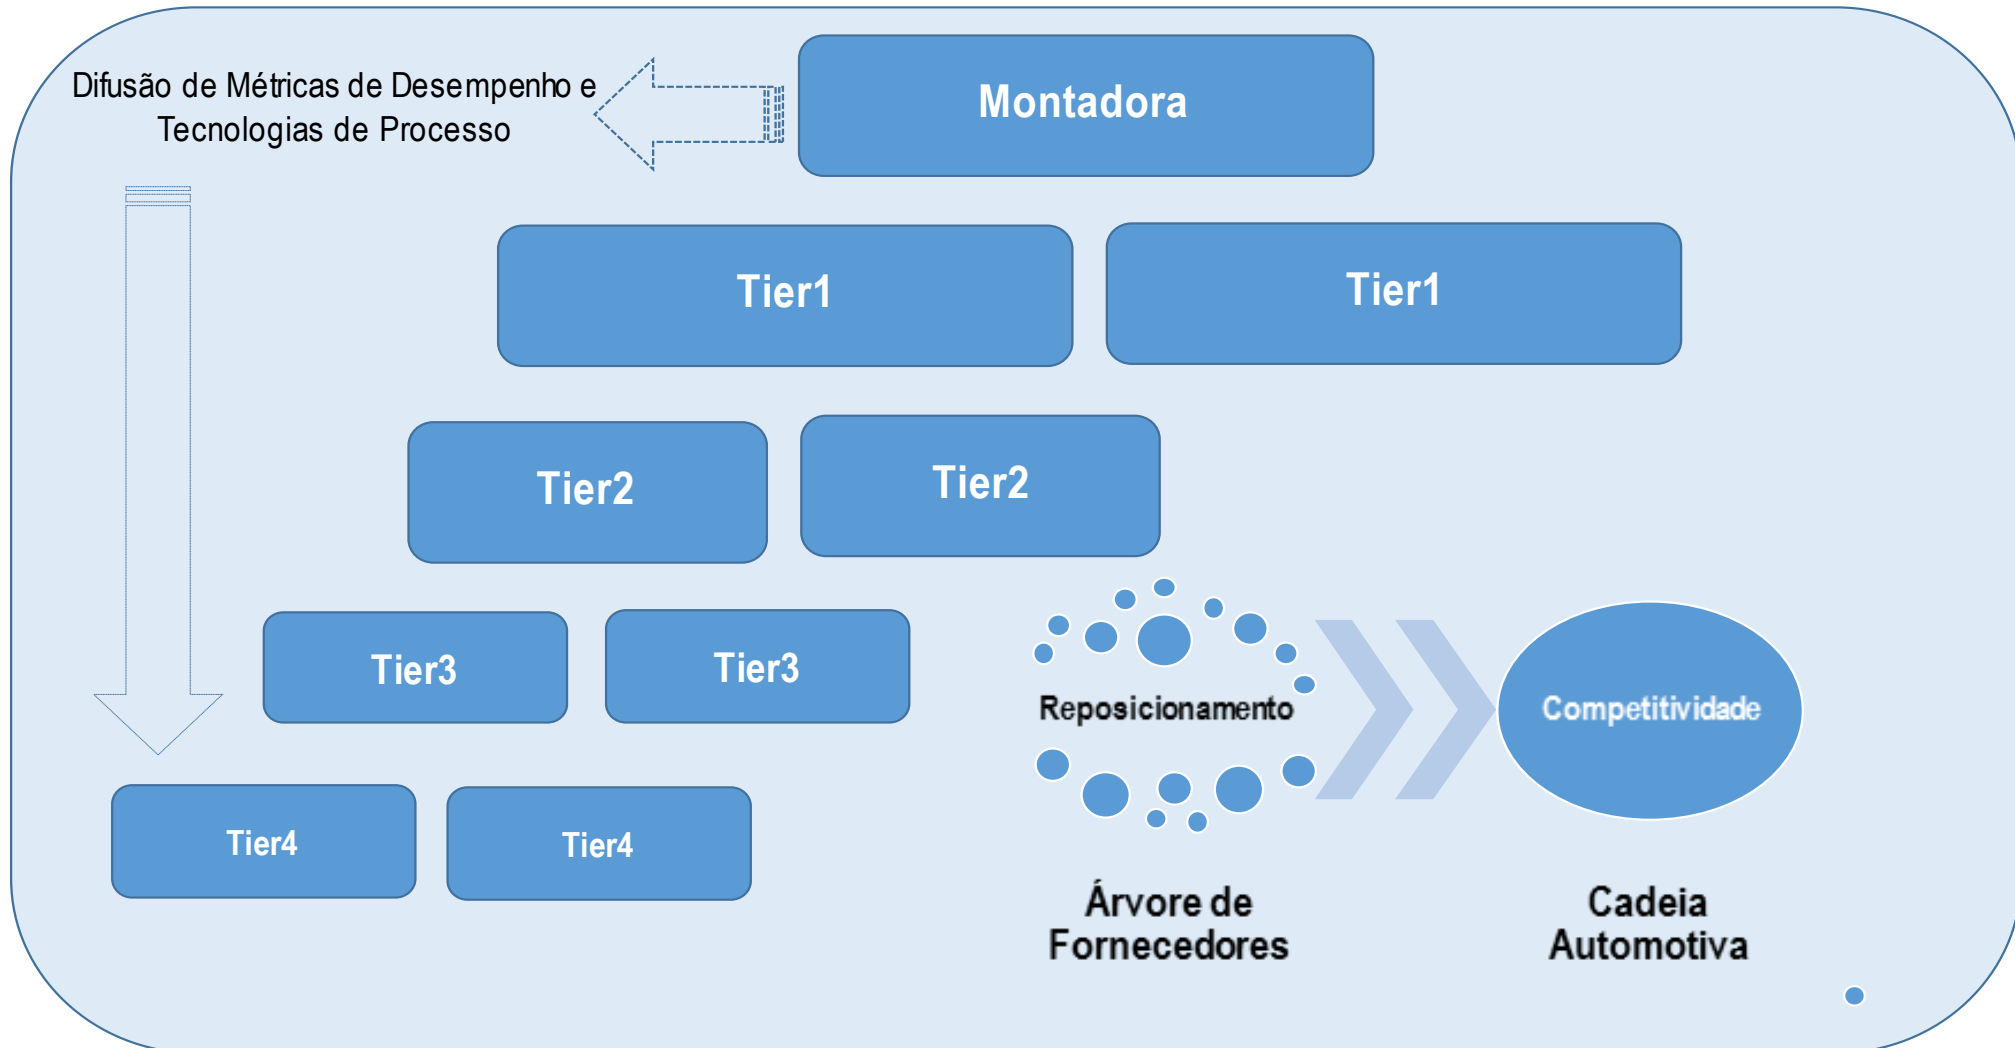 Difusão de Métricas de Desempenho e
Tecnologias de Processo
Montadora
Tier1
Tier1
Tier2
Tier2
Tier3
Tier3
Tier4
Tier4
Reposicionamento
Competitividade
Árvore de
Fornecedores
Cadeia
Automotiva